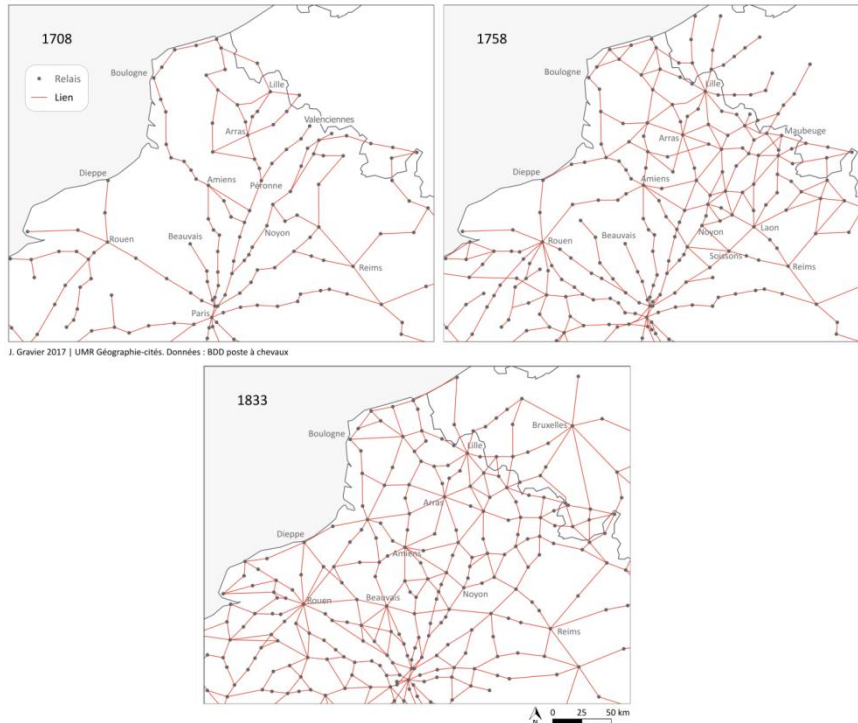 1708
Relais
Lien
Boulogne
Lille
Arras
Valenciennes
Dieppe
Amiens
Péronne
Rouen
Beauvais
Noyon
Reims
Paris
1758
Boulogne
Lille
Arras
Maubeuge
Dieppe
Amiens
Rouen
Beauvais
Noyon
Laon
Soissons
Reims
J. Gravier 2017 | UMR Géographie-cités. Données : BDD poste à chevaux
1833
Boulogne
Bruxelles
Lille
Arras
Dieppe
Amiens
Rouen
Beauvais
Noyon
Reims
N
0 25 50 km